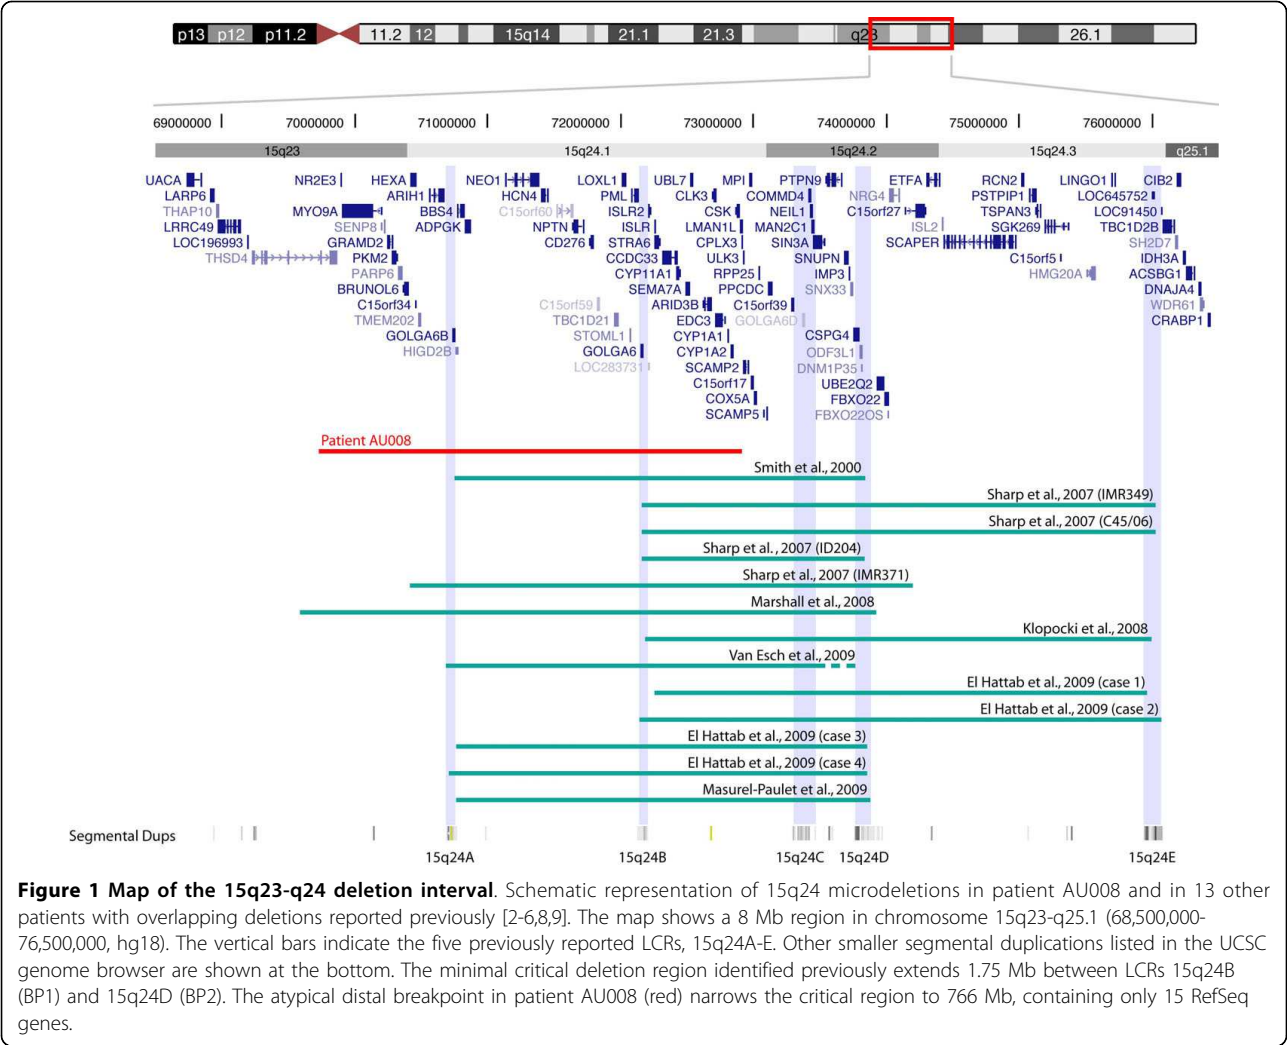 p13 p12 p11.2 11.2 12 15q14 21.1 21.3 q23 26.1
69000000 70000000 71000000 72000000 73000000 74000000 75000000 76000000
15q23 15q24.1 15q24.2 15q24.3 q25.1
UACA NR2E3 HEXA NEO1 LOXL1 UBL7 MPI PTPN9 ETFA RCN2 LINGO1 CIB2
LARP6 ARIH1 HCN4 PML CLK3 COMMD4 NRG4 PSTPIP1 LOC645752
THAP10 MYO9A BBS4 C15orf60 ISLR2 CSK NEIL1 C15orf27 TSPAN3 LOC91450
LRRC49 SENP8 ADPGK NPTN ISLR LMAN1L MAN2C1 ISL2 SGK269 TBC1D2B
LOC196993 GRAMD2 CD276 STRA6 CPLX3 SIN3A SCAPER SH2D7
THSD4 PKM2 CCDC33 ULK3 SNUPN C15orf5 IDH3A
PARP6 CYP11A1 RPP25 IMP3 HMG20A ACSBG1
BRUNOL6 SEMA7A PPCDC SNX33 DNAJA4
C15orf34 C15orf59 ARID3B C15orf39 WDR61
TMEM202 TBC1D21 EDC3 GOLGA6D CRABP1
GOLGA6B STOML1 CYP1A1 CSPG4
HIGD2B GOLGA6 CYP1A2 ODF3L1
LOC283731 SCAMP2 DNM1P35
C15orf17 UBE2Q2
COX5A FBXO22
SCAMP5 FBXO22OS
Patient AU008
Smith et al., 2000
Sharp et al., 2007 (IMR349)
Sharp et al., 2007 (C45/06)
Sharp et al., 2007 (ID204)
Sharp et al., 2007 (IMR371)
Marshall et al., 2008
Klopocki et al., 2008
Van Esch et al., 2009
El Hattab et al., 2009 (case 1)
El Hattab et al., 2009 (case 2)
El Hattab et al., 2009 (case 3)
El Hattab et al., 2009 (case 4)
Masurel-Paulet et al., 2009
Segmental Dups
15q24A 15q24B 15q24C 15q24D 15q24E
Figure 1 Map of the 15q23-q24 deletion interval. Schematic representation of 15q24 microdeletions in patient AU008 and in 13 other
patients with overlapping deletions reported previously [2-6,8,9]. The map shows a 8 Mb region in chromosome 15q23-q25.1 (68,500,000-
76,500,000, hg18). The vertical bars indicate the five previously reported LCRs, 15q24A-E. Other smaller segmental duplications listed in the UCSC
genome browser are shown at the bottom. The minimal critical deletion region identified previously extends 1.75 Mb between LCRs 15q24B
(BP1) and 15q24D (BP2). The atypical distal breakpoint in patient AU008 (red) narrows the critical region to 766 Mb, containing only 15 RefSeq
genes.